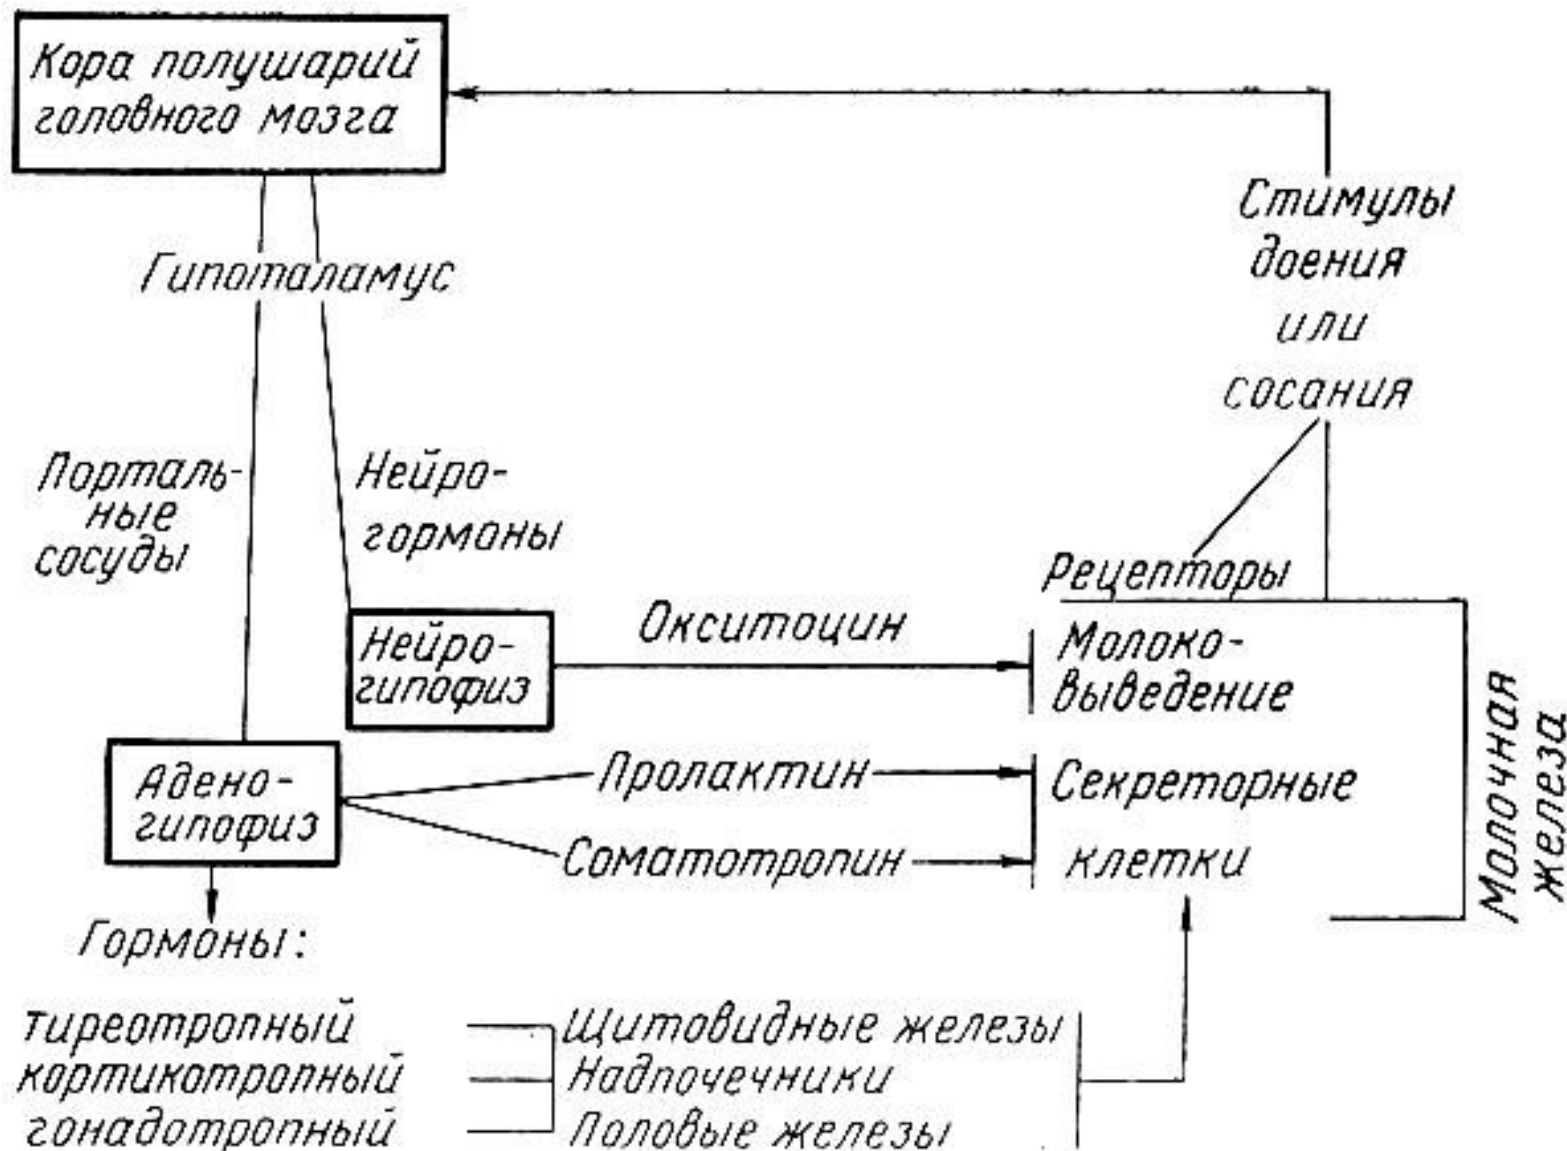 Кора полушарий
головного мозга
Стимулы
доения
или
сосания
Гипоталамус
Порталь-
ные
сосуды
Нейро-
гормоны
Рецепторы
Нейро-
гипофиз
Окситоцин
Молоко-
выведение
Адено-
гипофиз
Пролактин
Соматотропин
Секреторные
клетки
Молочная
железа
Гормоны:
тиреотропный
кортикотропный
гонадотропный
Щитовидные железы
Надпочечники
Половые железы